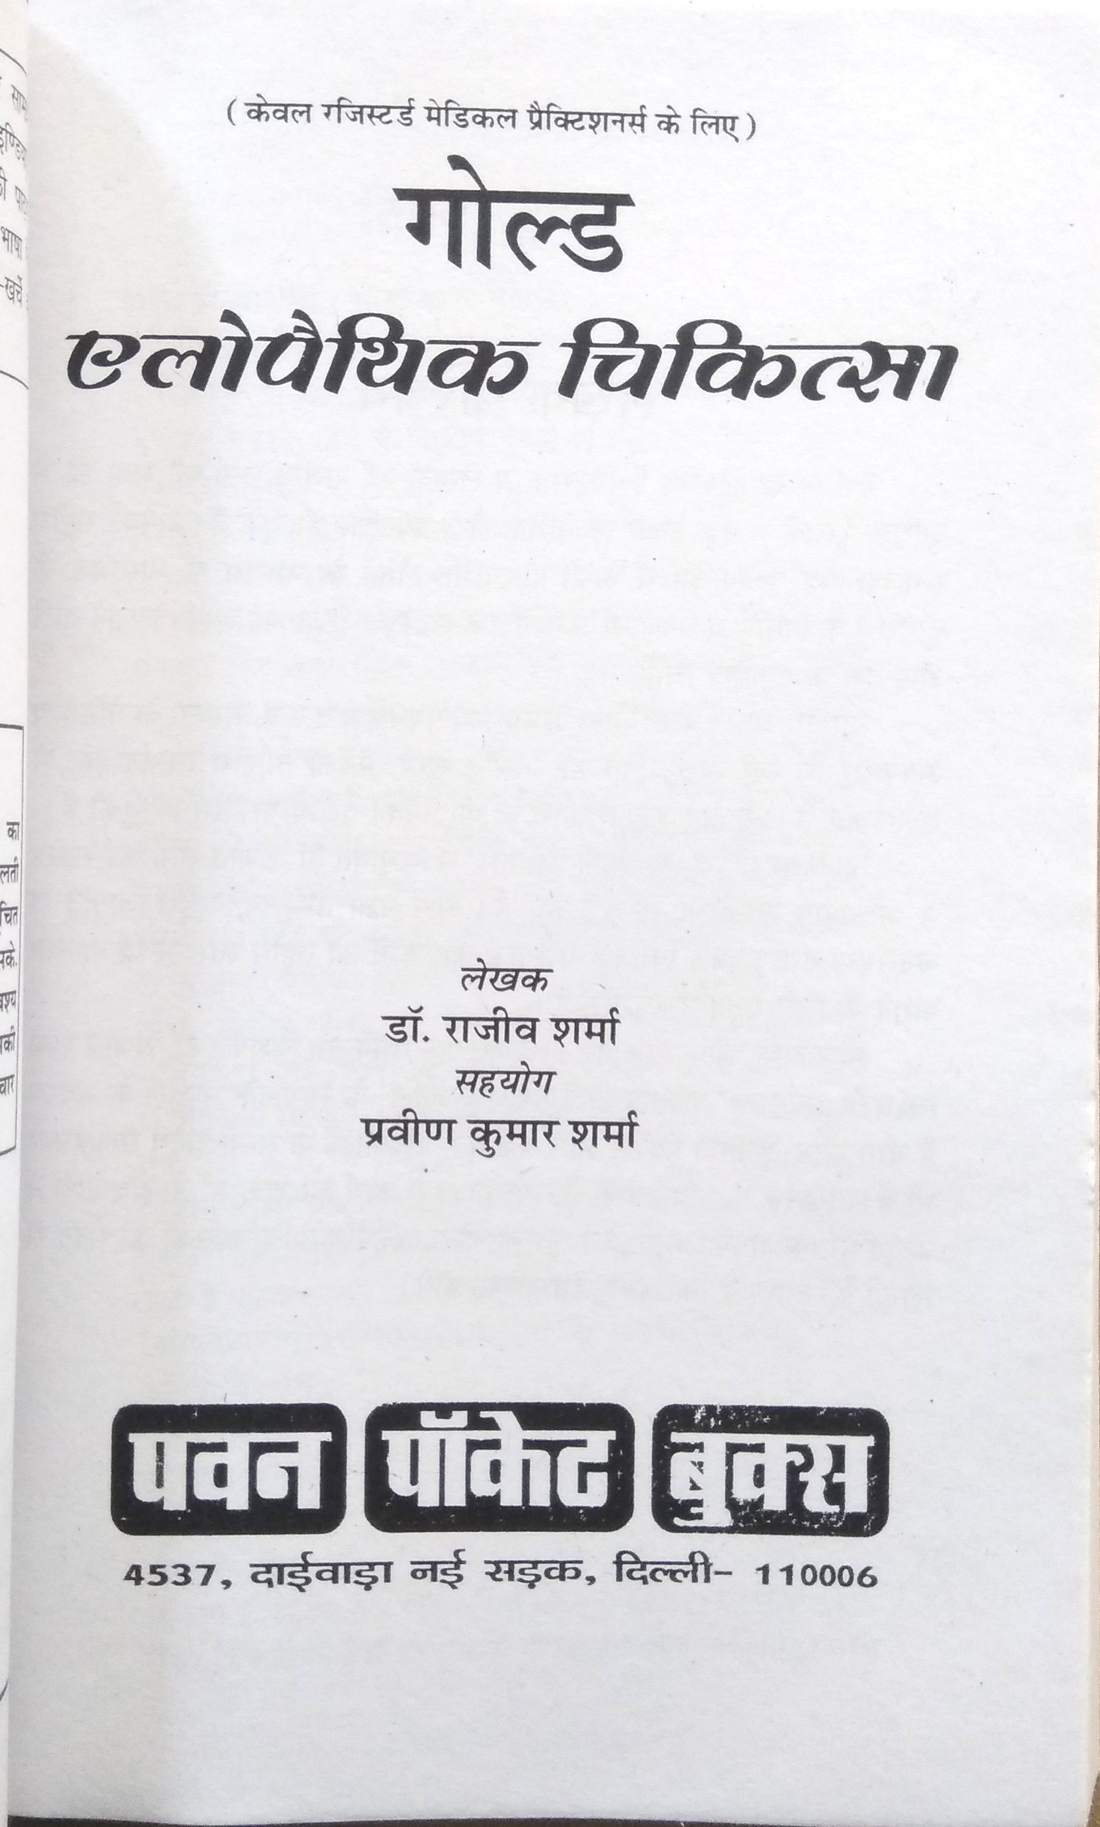 ( केवल रजिस्टर्ड मेडिकल प्रैक्टिशनर्स के लिए )
गोल्ड
एलोपैथिक चिकित्सा
लेखक
डॉ. राजीव शर्मा
सहयोग
प्रवीण कुमार शर्मा
पवन पॉकेट बुक्स
4537, दाईवाड़ा नई सड़क, दिल्ली- 110006